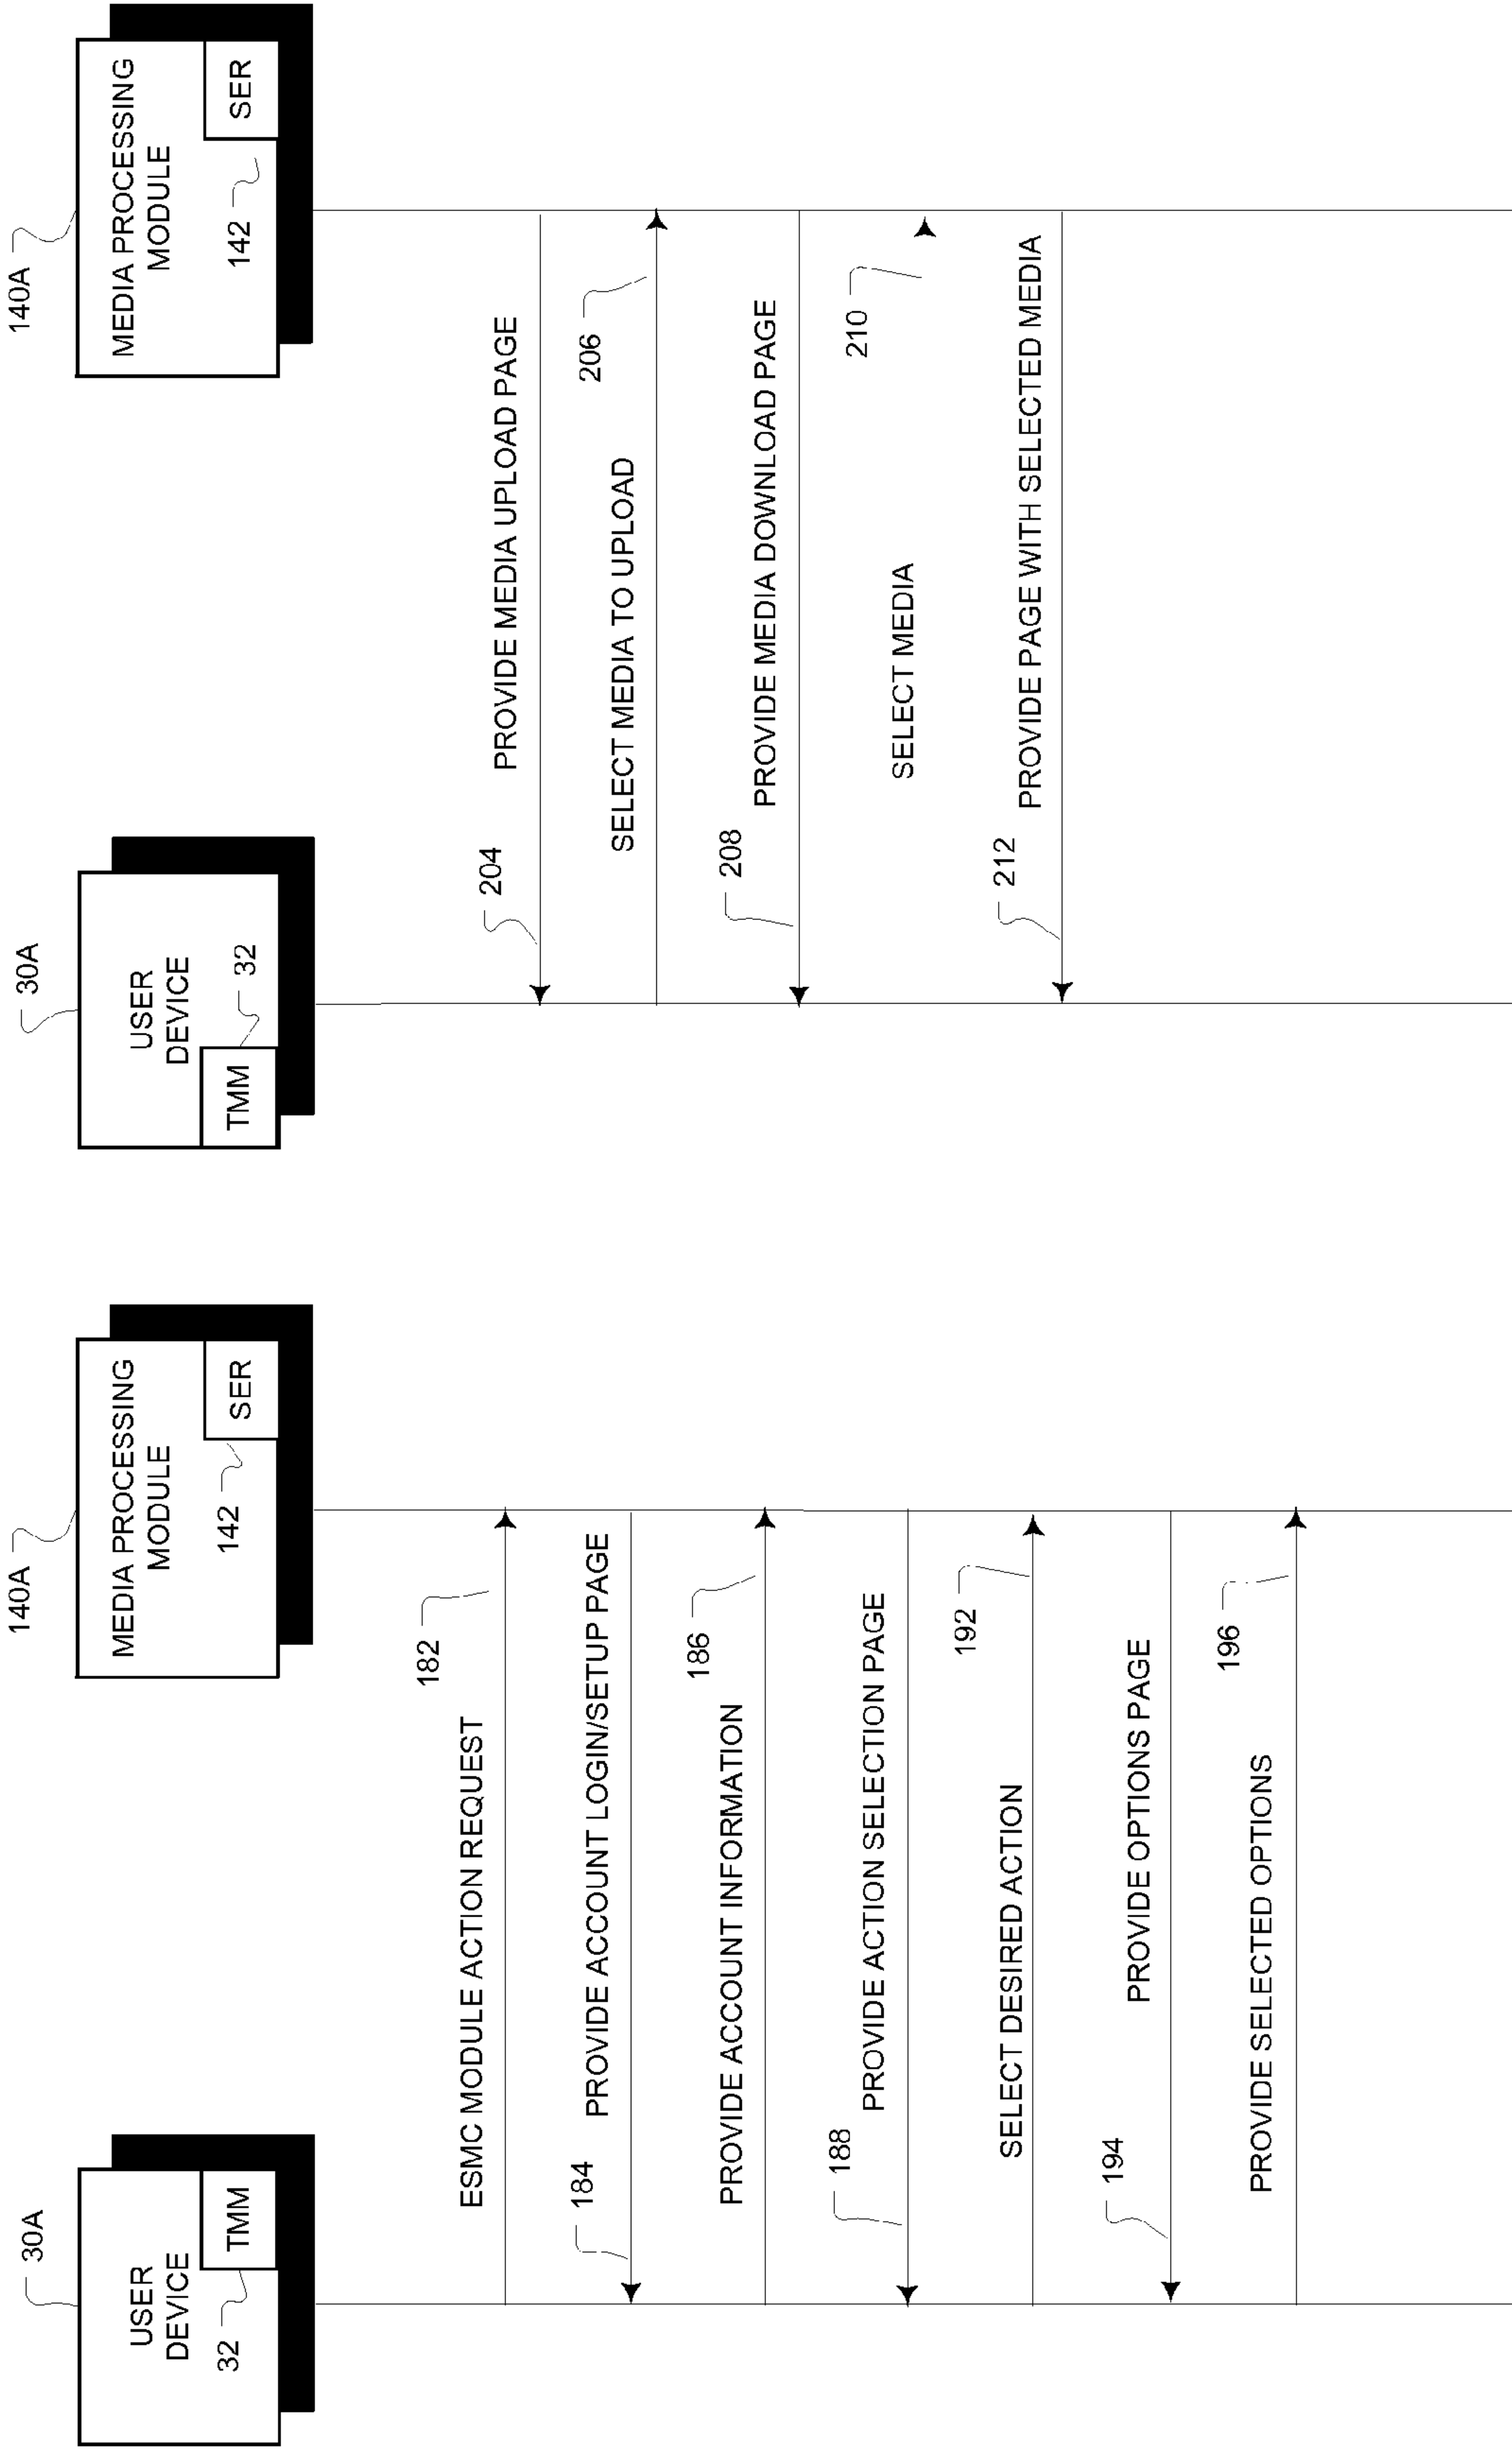 30A
USER
DEVICE
TMM
32
140A
MEDIA PROCESSING
MODULE
SER
142
182
ESMC MODULE ACTION REQUEST
184
PROVIDE ACCOUNT LOGIN/SETUP PAGE
186
PROVIDE ACCOUNT INFORMATION
188
PROVIDE ACTION SELECTION PAGE
192
SELECT DESIRED ACTION
194
PROVIDE OPTIONS PAGE
196
PROVIDE SELECTED OPTIONS
30A
USER
DEVICE
TMM
32
140A
MEDIA PROCESSING
MODULE
SER
142
204
PROVIDE MEDIA UPLOAD PAGE
206
SELECT MEDIA TO UPLOAD
208
PROVIDE MEDIA DOWNLOAD PAGE
210
SELECT MEDIA
212
PROVIDE PAGE WITH SELECTED MEDIA